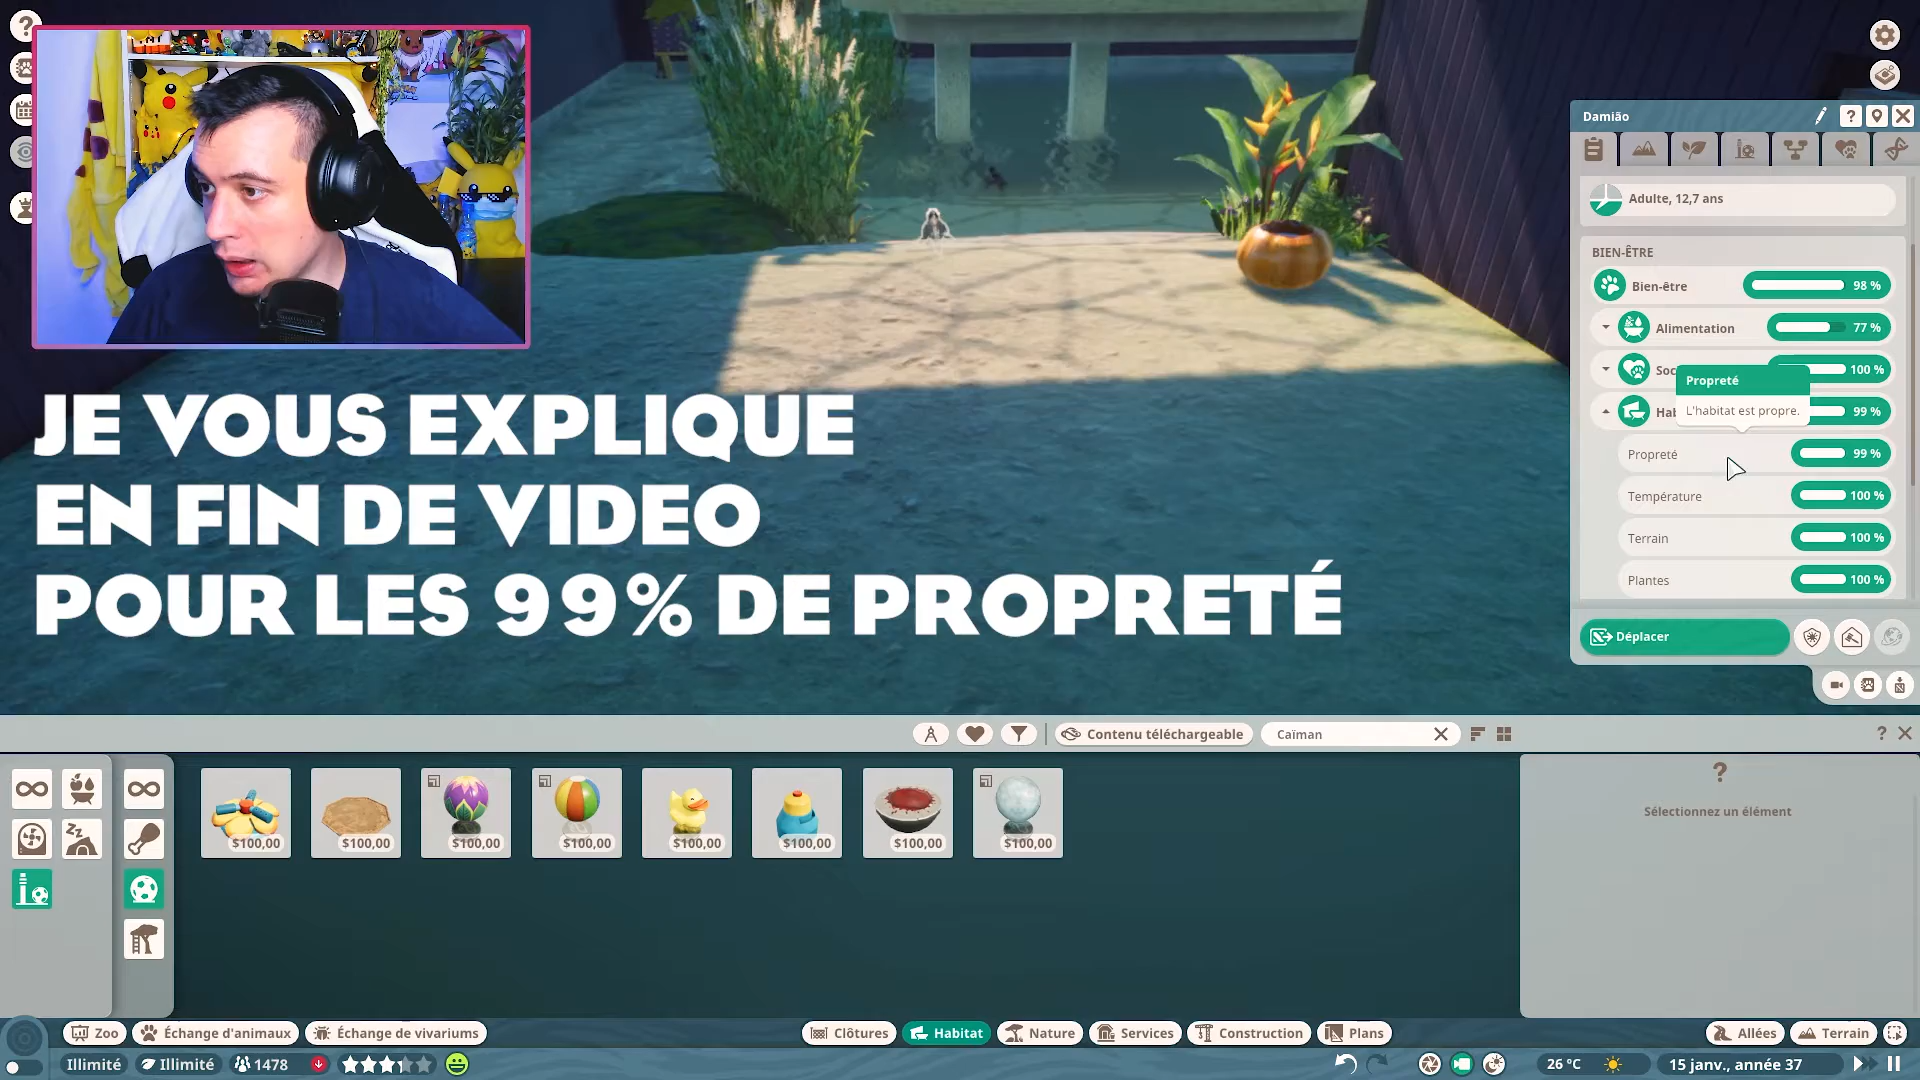 Damião
?
Adulte, 12,7 ans
BIEN-ÊTRE
Bien-être 98 %
Alimentation 77 %
Soc 100 %
Propreté
L'habitat est propre.
Hab 99 %
Propreté 99 %
Température 100 %
Terrain 100 %
Plantes 100 %
Déplacer
JE VOUS EXPLIQUE
EN FIN DE VIDEO
POUR LES 99% DE PROPRETÉ
Contenu téléchargeable
Caïman
?
$100,00
$100,00
$100,00
$100,00
$100,00
$100,00
$100,00
$100,00
?
Sélectionnez un élément
Zoo
Échange d'animaux
Échange de vivariums
Clôtures
Habitat
Nature
Services
Construction
Plans
Allées
Terrain
Illimité
Illimité
1478
26 °C
15 janv., année 37